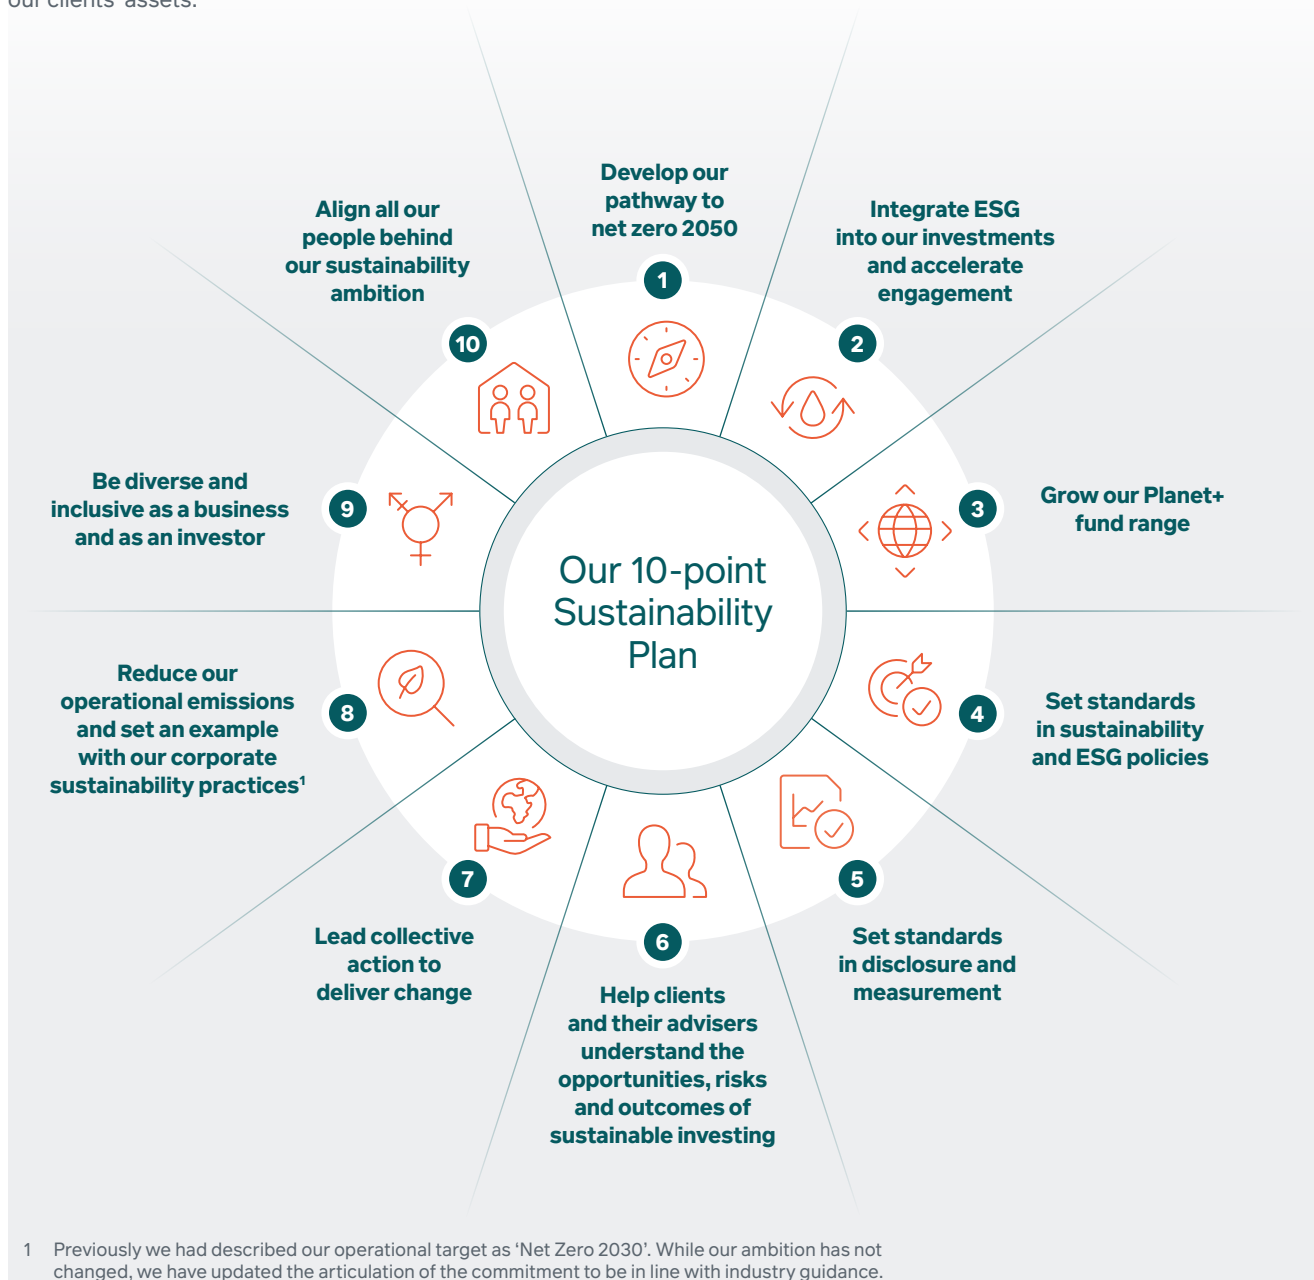 our clients' assets.
Our 10-point
Sustainability
Plan
Develop our
pathway to
net zero 2050
1
Integrate ESG
into our investments
and accelerate
engagement
2
Grow our Planet+
fund range
3
Set standards
in sustainability
and ESG policies
4
Set standards
in disclosure and
measurement
5
Help clients
and their advisers
understand the
opportunities, risks
and outcomes of
sustainable investing
6
Lead collective
action to
deliver change
7
Reduce our
operational emissions
and set an example
with our corporate
sustainability practices¹
8
Be diverse and
inclusive as a business
and as an investor
9
Align all our
people behind
our sustainability
ambition
10
1 Previously we had described our operational target as ‘Net Zero 2030’. While our ambition has not
changed, we have updated the articulation of the commitment to be in line with industry guidance.